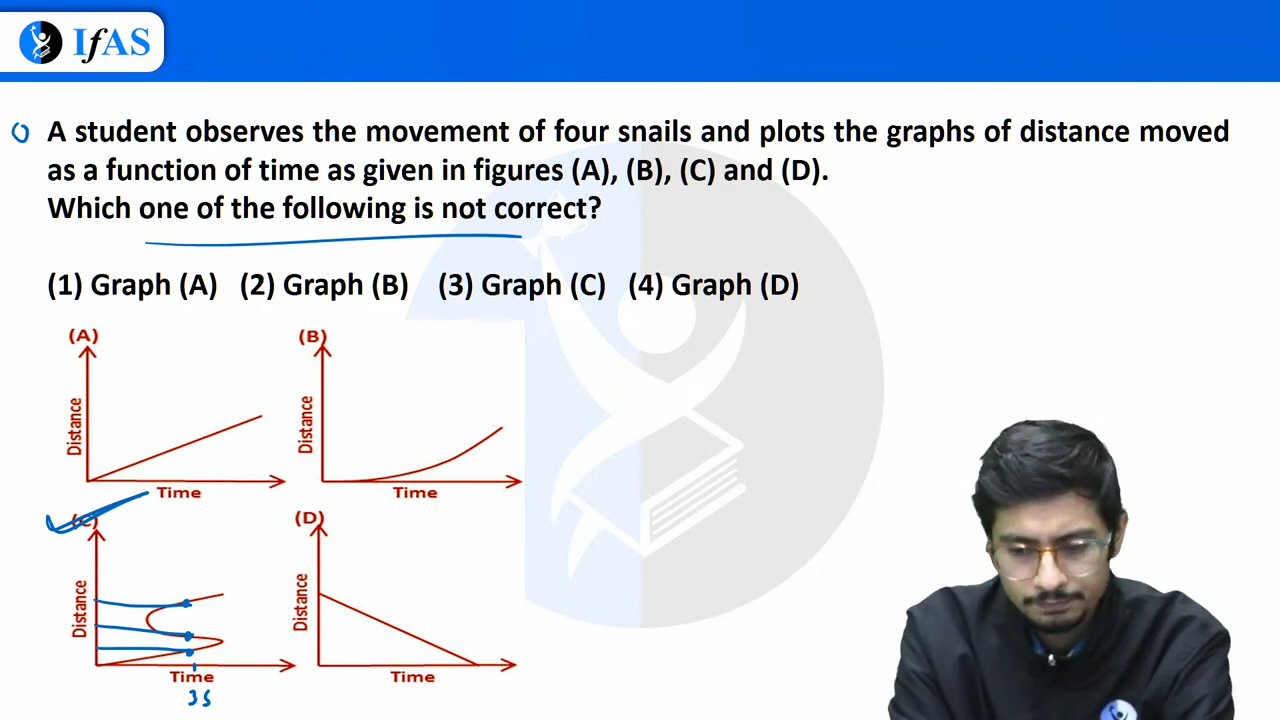 IfAS
A student observes the movement of four snails and plots the graphs of distance moved
as a function of time as given in figures (A), (B), (C) and (D).
Which one of the following is not correct?
(1) Graph (A) (2) Graph (B) (3) Graph (C) (4) Graph (D)
(A)
Distance
Time
(B)
Distance
Time
(C)
Distance
Time
3s
(D)
Distance
Time